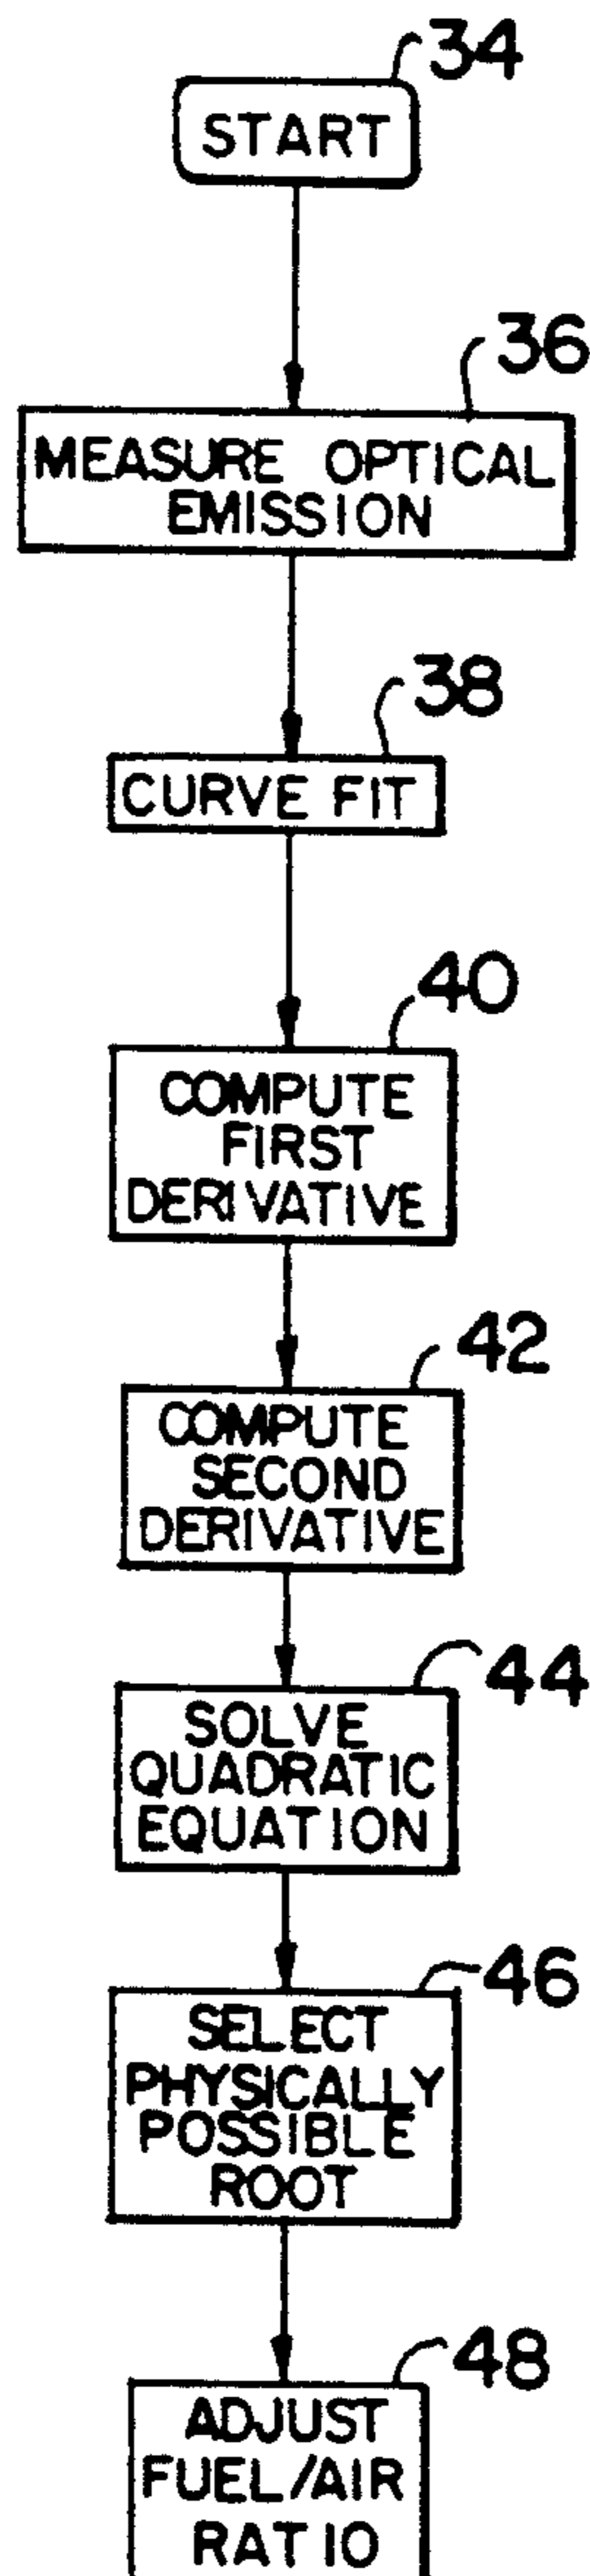 34
START
36
MEASURE OPTICAL
EMISSION
38
CURVE FIT
40
COMPUTE
FIRST
DERIVATIVE
42
COMPUTE
SECOND
DERIVATIVE
44
SOLVE
QUADRATIC
EQUATION
46
SELECT
PHYSICALLY
POSSIBLE
ROOT
48
ADJUST
FUEL/AIR
RATIO